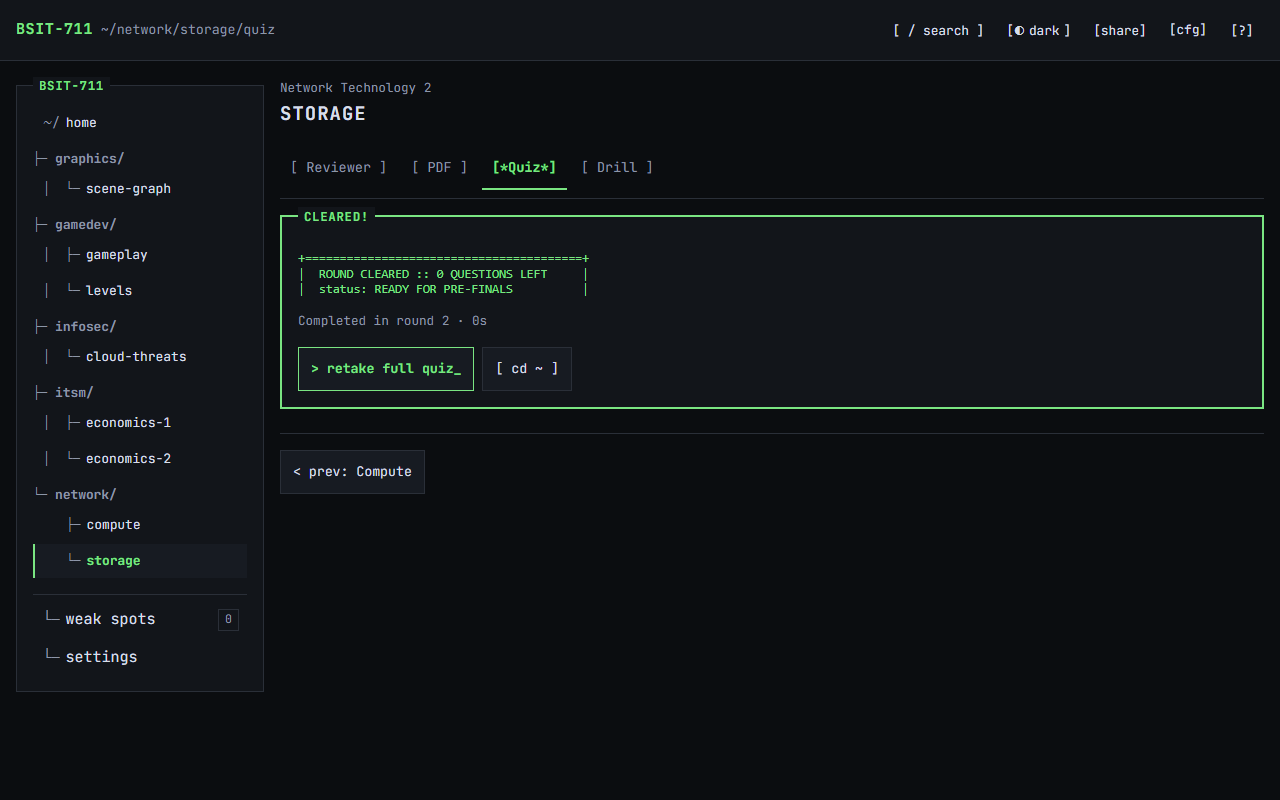 BSIT-711 ~/network/storage/quiz
[ / search ] [◐ dark ] [share] [cfg] [?]
BSIT-711
~/ home
├─ graphics/
│ └─ scene-graph
├─ gamedev/
│ ├─ gameplay
│ └─ levels
├─ infosec/
│ └─ cloud-threats
├─ itsm/
│ ├─ economics-1
│ └─ economics-2
└─ network/
├─ compute
└─ storage
└─ weak spots 0
└─ settings
Network Technology 2
STORAGE
[ Reviewer ] [ PDF ] [*Quiz*] [ Drill ]
CLEARED!
+========================================+
| ROUND CLEARED :: 0 QUESTIONS LEFT |
| status: READY FOR PRE-FINALS |
Completed in round 2 · 0s
> retake full quiz_ [ cd ~ ]
< prev: Compute